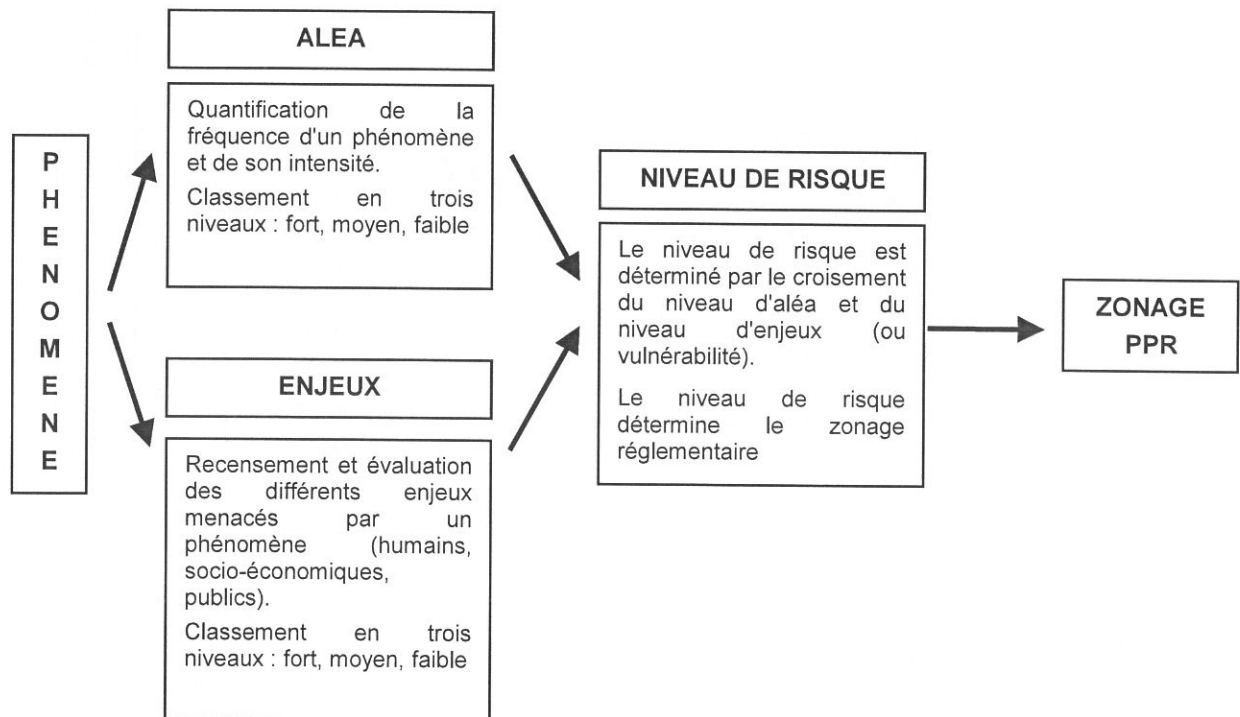 PHENOMENE
ALEA
Quantification de la
fréquence d'un phénomène
et de son intensité.
Classement en trois
niveaux : fort, moyen, faible
ENJEUX
Recensement et évaluation
des différents enjeux
menacés par un
phénomène (humains,
socio-économiques,
publics).
Classement en trois
niveaux : fort, moyen, faible
NIVEAU DE RISQUE
Le niveau de risque est
déterminé par le croisement
du niveau d'aléa et du
niveau d'enjeux (ou
vulnérabilité).
Le niveau de risque
détermine le zonage
réglementaire
ZONAGE
PPR